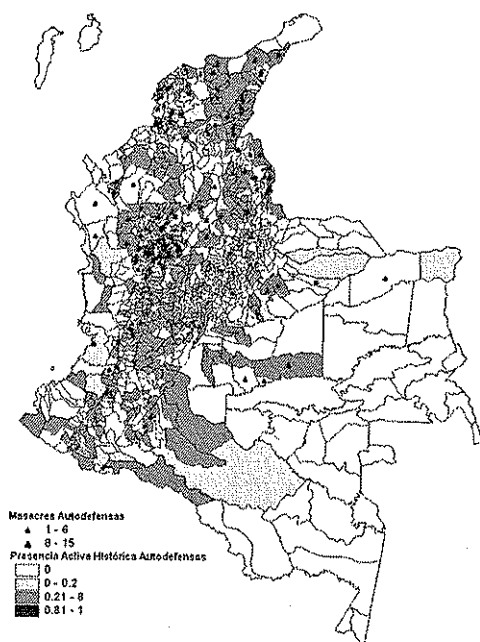 Masacres Autodefensas
1 - 6
8 - 15
Presencia Activa Histórica Autodefensas
0
0 - 0.2
0.21 - 8
0.81 - 1